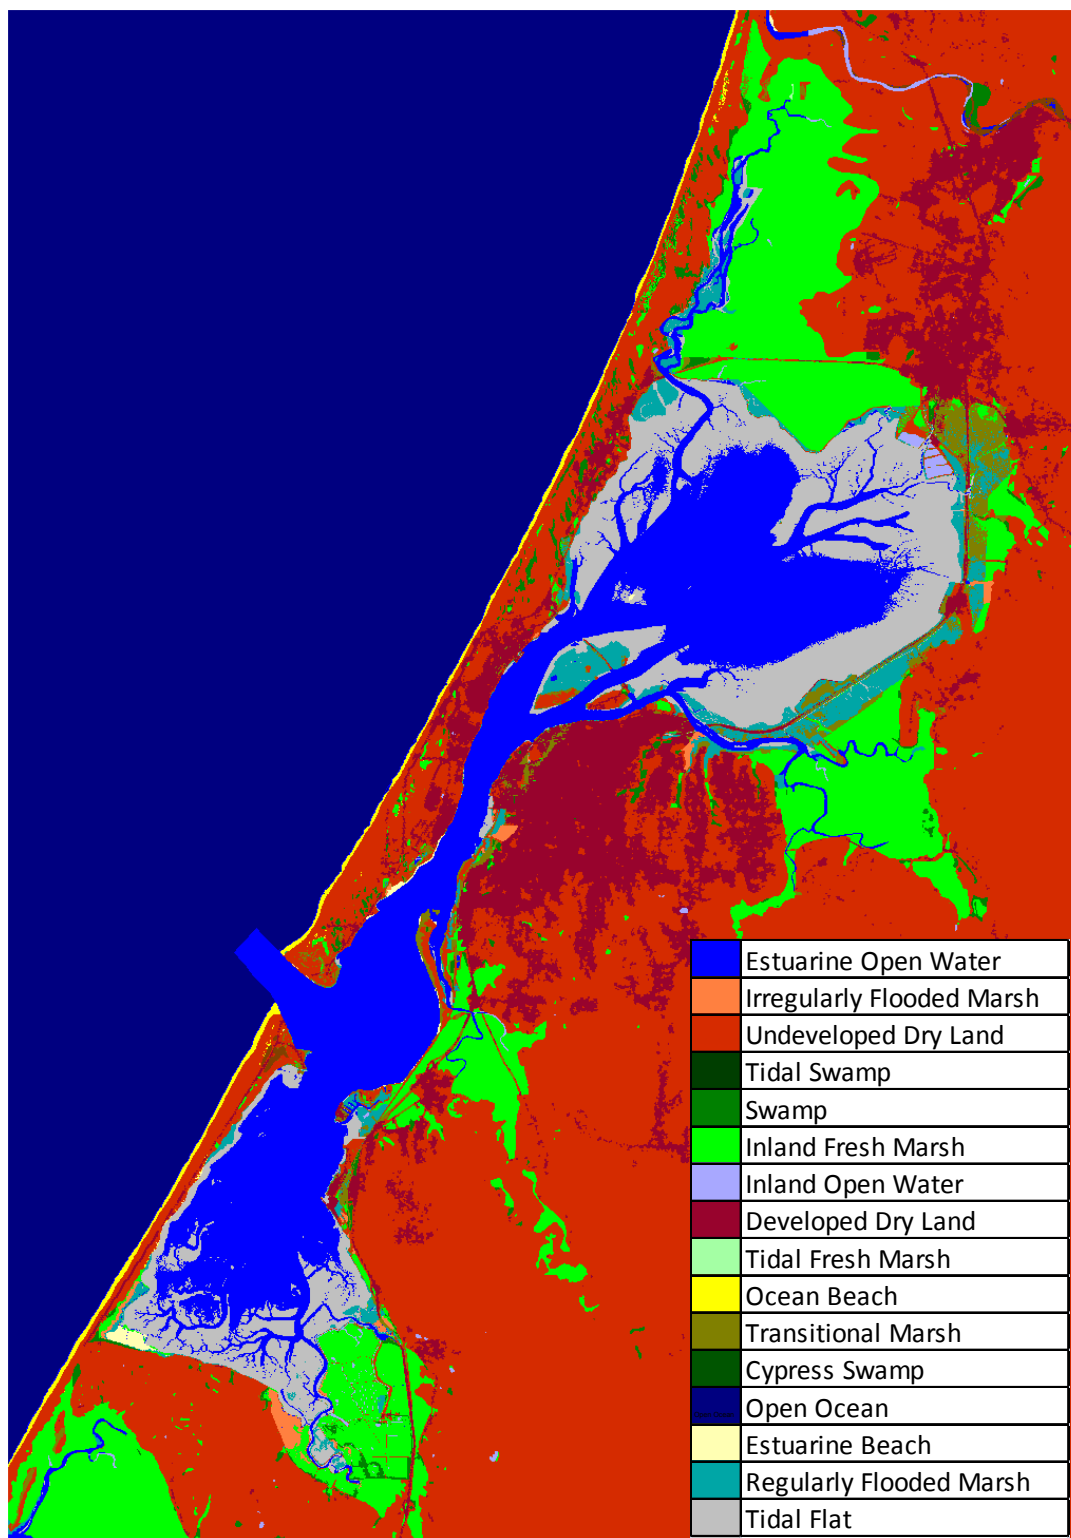 Estuarine Open Water
Irregularly Flooded Marsh
Undeveloped Dry Land
Tidal Swamp
Swamp
Inland Fresh Marsh
Inland Open Water
Developed Dry Land
Tidal Fresh Marsh
Ocean Beach
Transitional Marsh
Cypress Swamp
Open Ocean
Estuarine Beach
Regularly Flooded Marsh
Tidal Flat